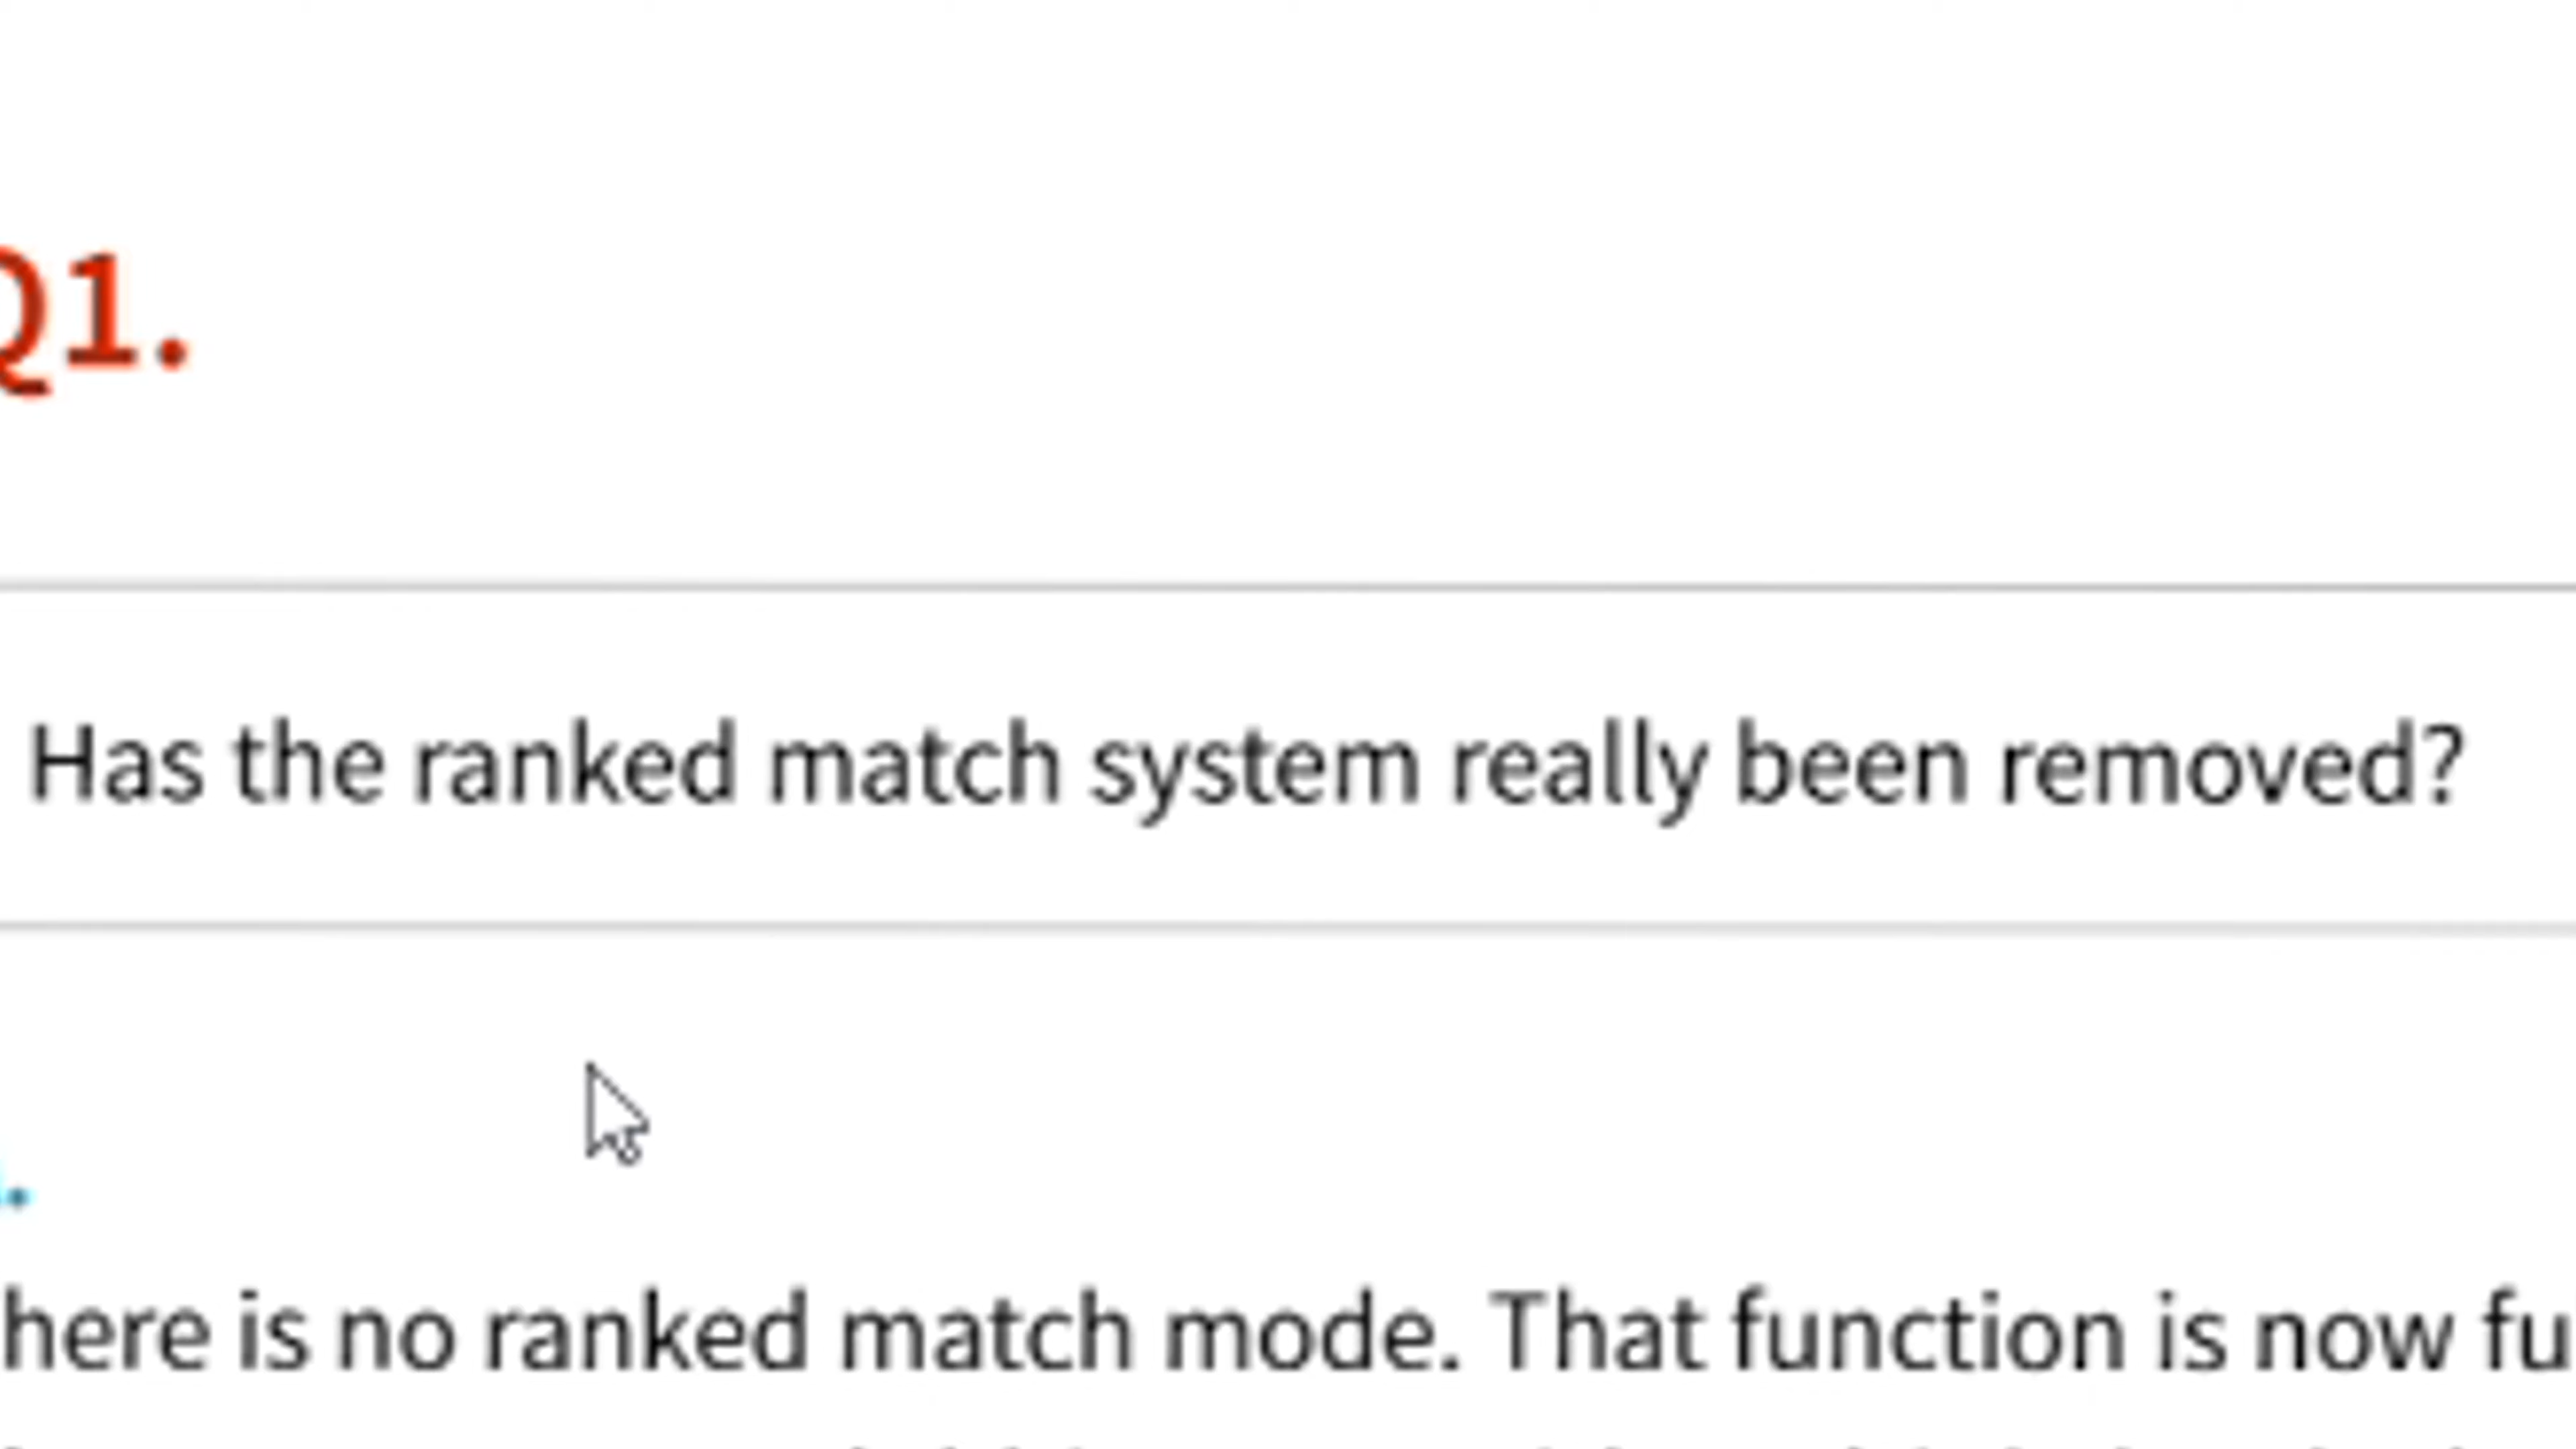 Q1.
Has the ranked match system really been removed?
here is no ranked match mode. That function is now fu